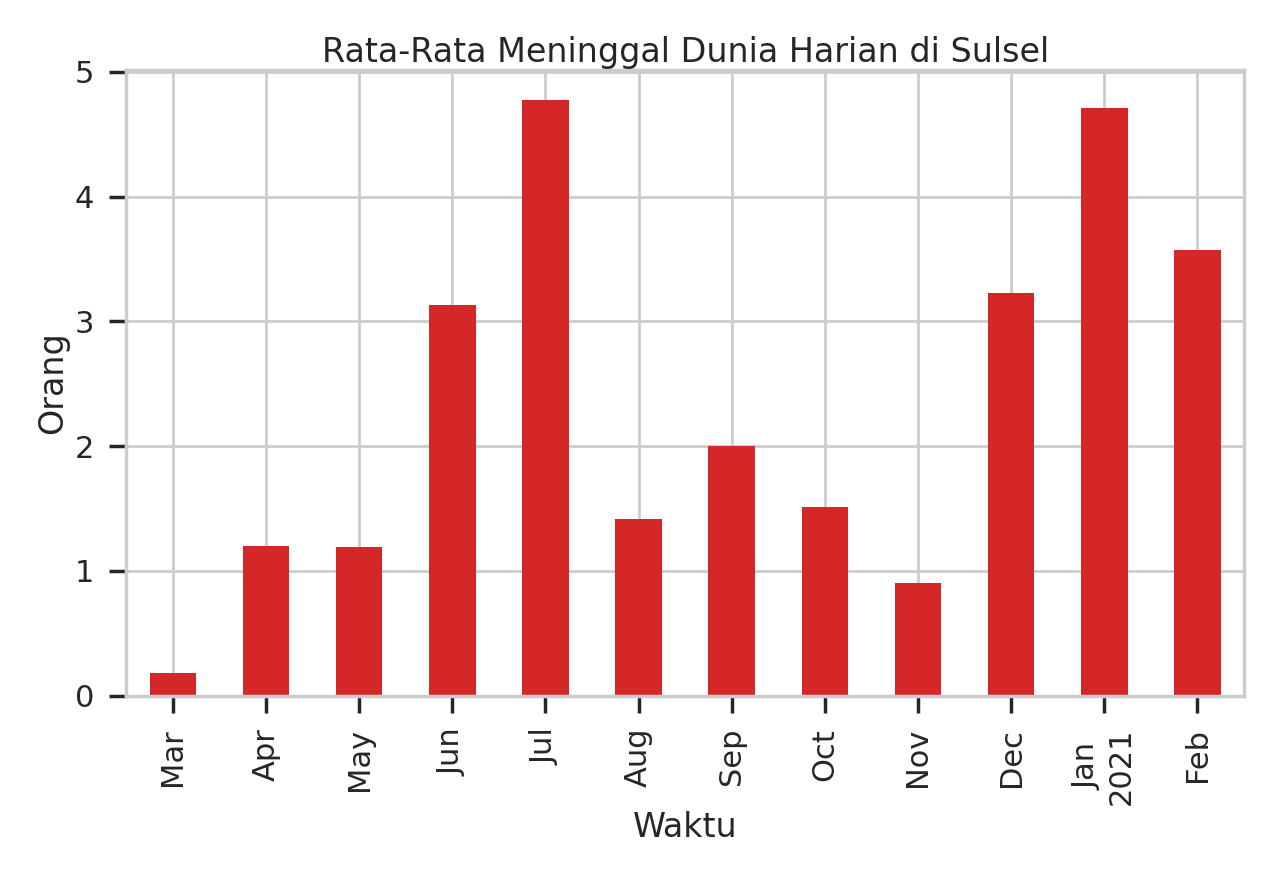 Rata-Rata Meninggal Dunia Harian di Sulsel
5
4
3
2
1
0
Orang
Mar
Apr
May
Jun
Jul
Aug
Sep
Oct
Nov
Dec
Jan
2021
Feb
Waktu